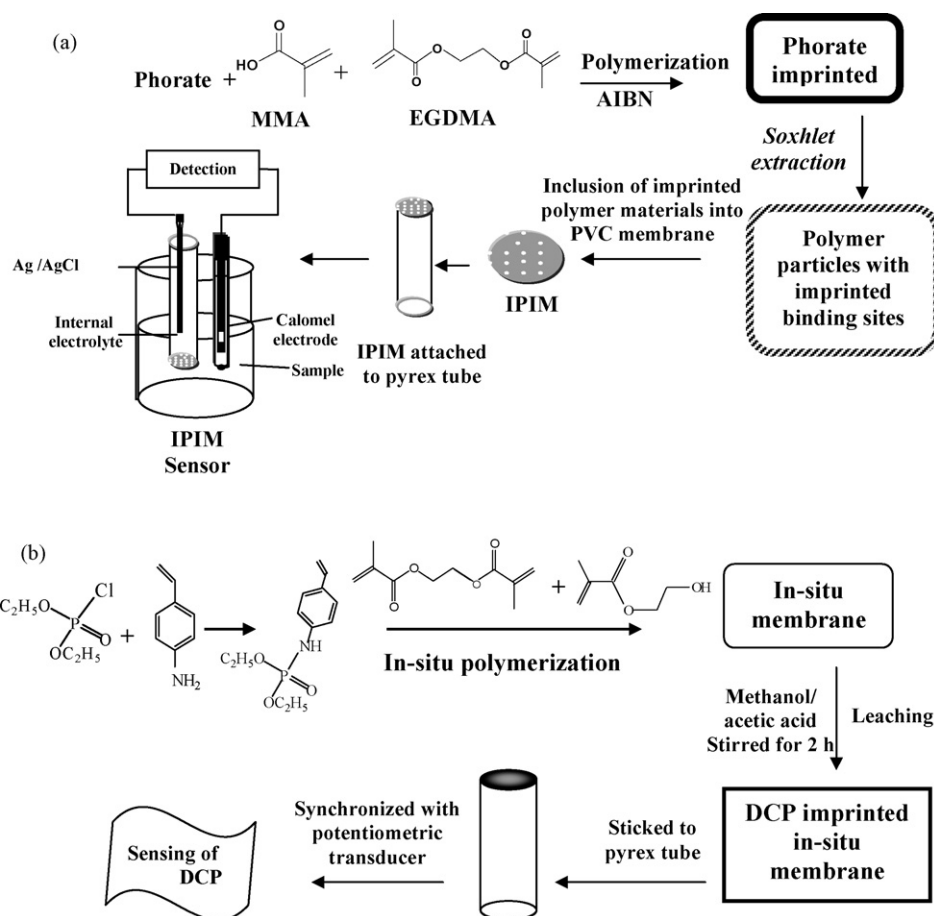 (a)
Phorate +
HO
O
MMA
+
O
O
O
O
EGDMA
Polymerization
AIBN
Phorate
imprinted
Soxhlet
extraction
Polymer
particles with
imprinted
binding sites
Inclusion of imprinted
polymer materials into
PVC membrane
IPIM
IPIM attached
to pyrex tube
Detection
Ag /AgCl
Internal
electrolyte
Calomel
electrode
Sample
IPIM
Sensor
(b)
C2H5O
Cl
P
O
OC2H5
+
NH2
C2H5O
NH
P
O
OC2H5
O
O
O
O
+
O
O
OH
In-situ polymerization
In-situ
membrane
Methanol/
acetic acid
Stirred for 2 h
Leaching
DCP imprinted
in-situ
membrane
Sticked to
pyrex tube
Synchronized with
potentiometric
transducer
Sensing of
DCP